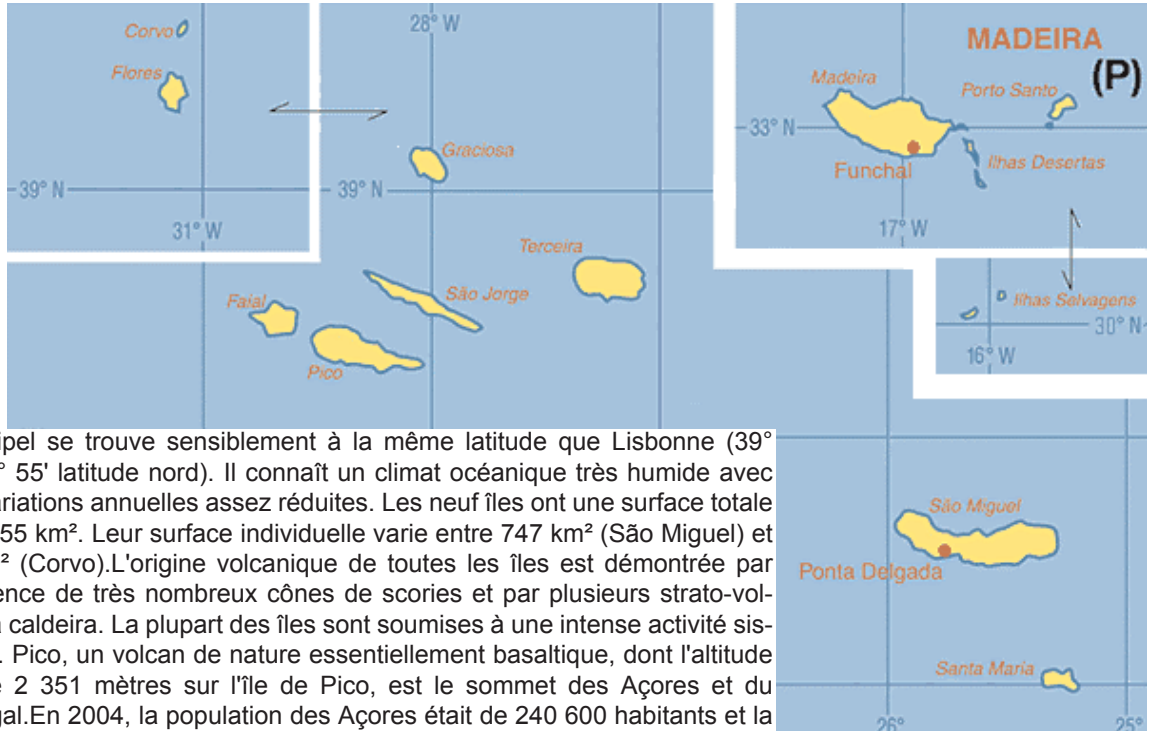 Corvo
Flores
39° N
31° W
28° W
Graciosa
39° N
Terceira
São Jorge
Faial
Pico
MADEIRA
(P)
Madeira
Porto Santo
33° N
Ilhas Desertas
Funchal
17° W
Ilhas Selvagens
30° N
16° W
ipel se trouve sensiblement à la même latitude que Lisbonne (39°
° 55' latitude nord). Il connaît un climat océanique très humide avec
ariations annuelles assez réduites. Les neuf îles ont une surface totale
55 km². Leur surface individuelle varie entre 747 km² (São Miguel) et
² (Corvo).L'origine volcanique de toutes les îles est démontrée par
ence de très nombreux cônes de scories et par plusieurs strato-vol-
à caldeira. La plupart des îles sont soumises à une intense activité sis-
. Pico, un volcan de nature essentiellement basaltique, dont l'altitude
e 2 351 mètres sur l'île de Pico, est le sommet des Açores et du
gal.En 2004, la population des Açores était de 240 600 habitants et la
São Miguel
Ponta Delgada
Santa Maria
26°
25°